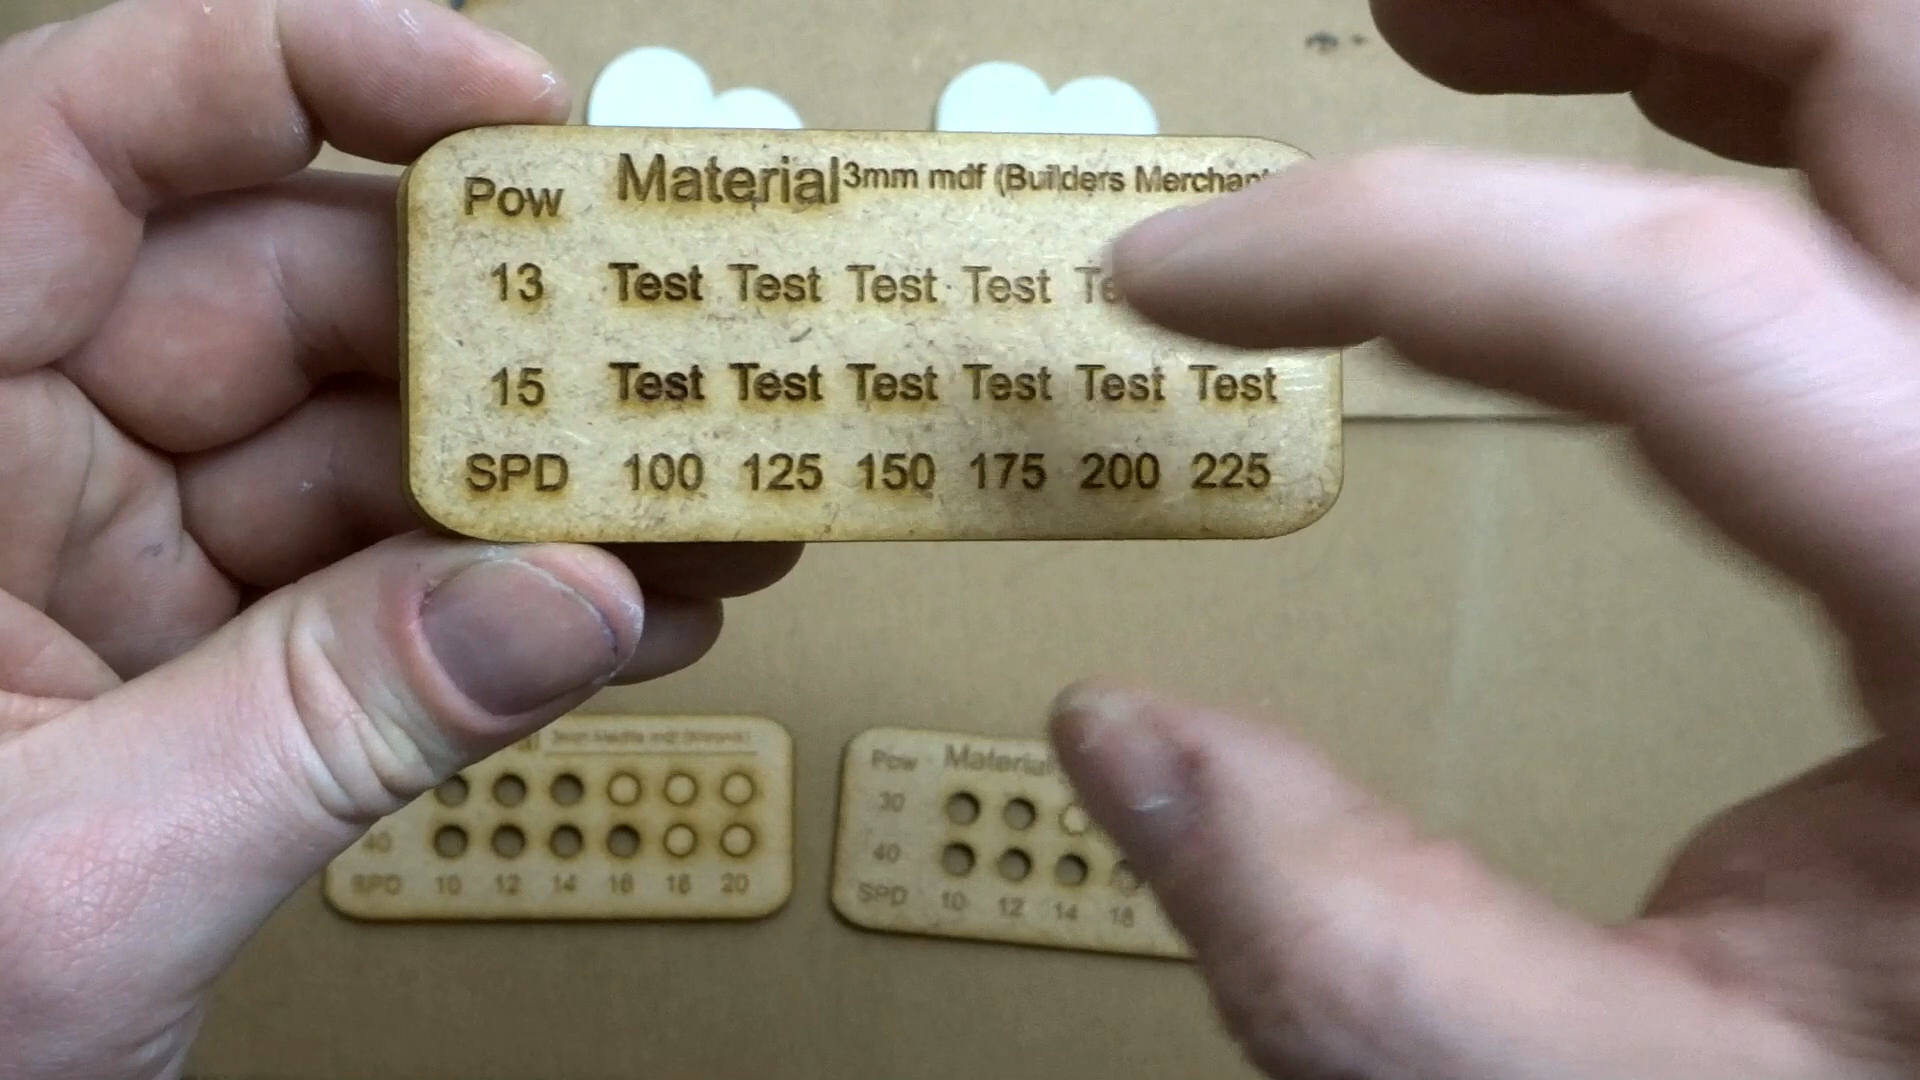 Pow Material 3mm mdf (Builders Merchant
13 Test Test Test Test Te
15 Test Test Test Test Test Test
SPD 100 125 150 175 200 225
40
SPD 10 12 14 16 18 20
Pow Material
30
40
SPD 10 12 14 16